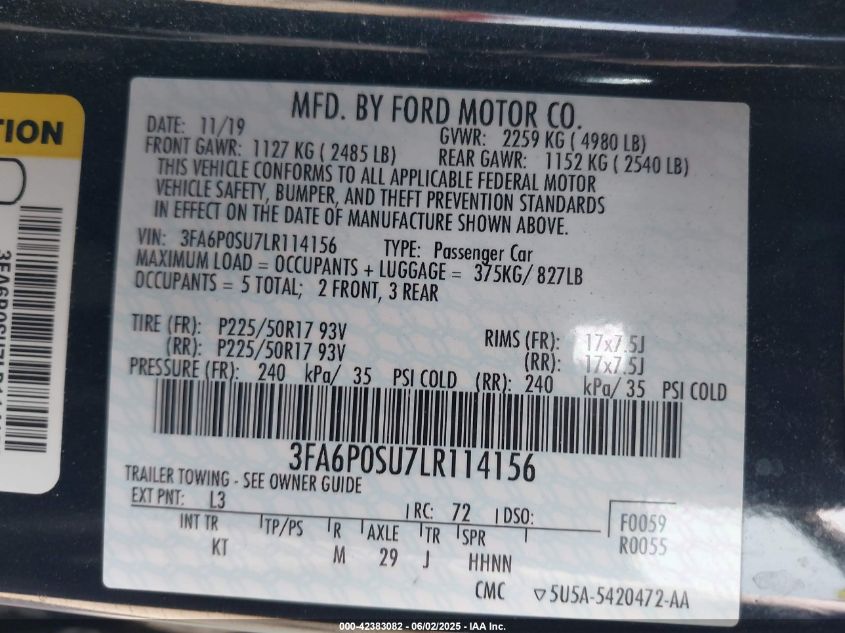 TION
3FA6P0SU7LR114156
MFD. BY FORD MOTOR CO.
DATE: 11/19 GVWR: 2259 KG ( 4980 LB)
FRONT GAWR: 1127 KG ( 2485 LB) REAR GAWR: 1152 KG ( 2540 LB)
THIS VEHICLE CONFORMS TO ALL APPLICABLE FEDERAL MOTOR
VEHICLE SAFETY, BUMPER, AND THEFT PREVENTION STANDARDS
IN EFFECT ON THE DATE OF MANUFACTURE SHOWN ABOVE.
VIN: 3FA6P0SU7LR114156 TYPE: Passenger Car
MAXIMUM LOAD = OCCUPANTS + LUGGAGE = 375KG/ 827LB
OCCUPANTS = 5 TOTAL; 2 FRONT, 3 REAR
TIRE (FR): P225/50R17 93V RIMS (FR): 17x7.5J
(RR): P225/50R17 93V (RR): 17x7.5J
PRESSURE (FR): 240 kPa/ 35 PSI COLD (RR): 240 kPa/ 35 PSI COLD
3FA6P0SU7LR114156
TRAILER TOWING - SEE OWNER GUIDE
EXT PNT: L3 RC: 72 DSO: F0059
INT TR TP/PS R AXLE TR SPR R0055
KT M 29 J HHNN
CMC ▽5U5A-5420472-AA
000-42383082 - 06/02/2025 - IAA Inc.